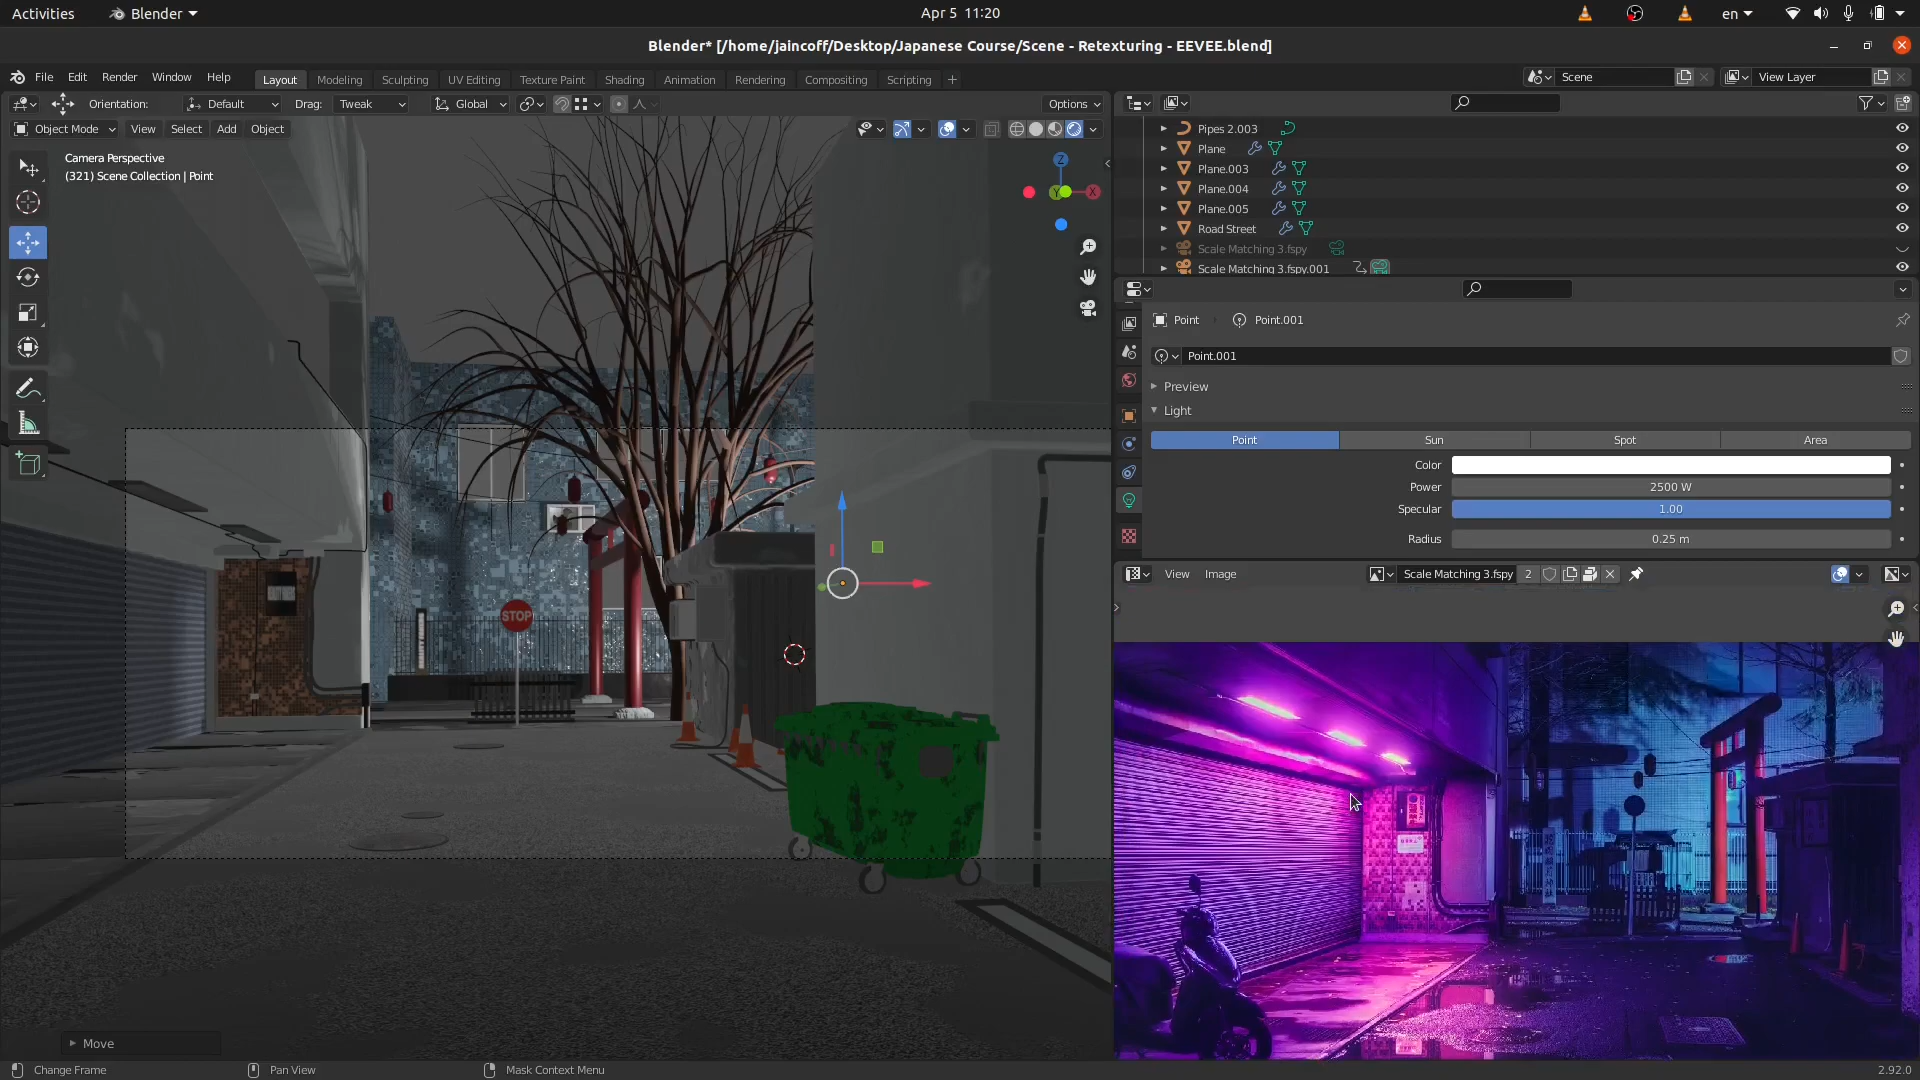 Activities
Blender
Apr 5 11:20
en
Blender* [/home/jaincoff/Desktop/Japanese Course/Scene - Retexturing - EEVEE.blend]
File Edit Render Window Help
Layout Modeling Sculpting UV Editing Texture Paint Shading Animation Rendering Compositing Scripting
Scene
View Layer
Orientation: Default Drag: Tweak Global Options
Object Mode View Select Add Object
Camera Perspective
(321) Scene Collection | Point
Z
Y
X
STOP
Move
Pipes 2.003
Plane
Plane.003
Plane.004
Plane.005
Road Street
Scale Matching 3.fspy
Scale Matching 3.fspy.001
Point Point.001
Point.001
Preview
Light
Point Sun Spot Area
Color
Power 2500 W
Specular 1.00
Radius 0.25 m
View Image Scale Matching 3.fspy 2
Change Frame Pan View Mask Context Menu 2.92.0